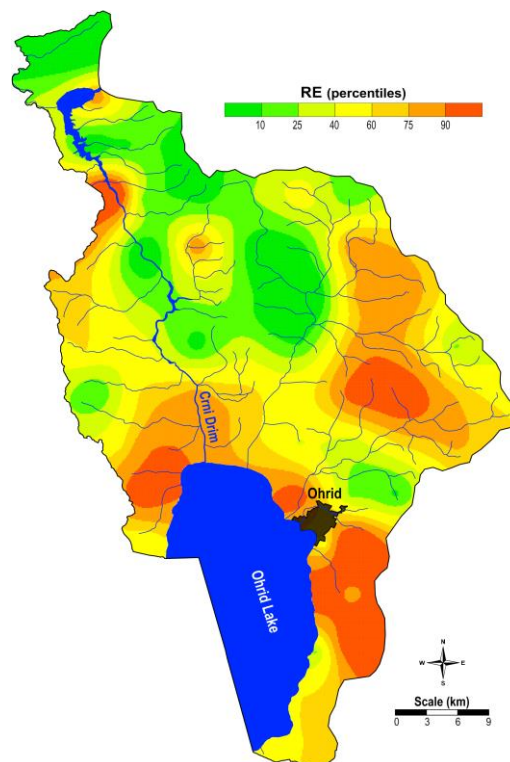 RE (percentiles)
10 25 40 60 75 90
Crni Drim
Ohrid
Ohrid Lake
N
W E
S
Scale (km)
0 3 6 9